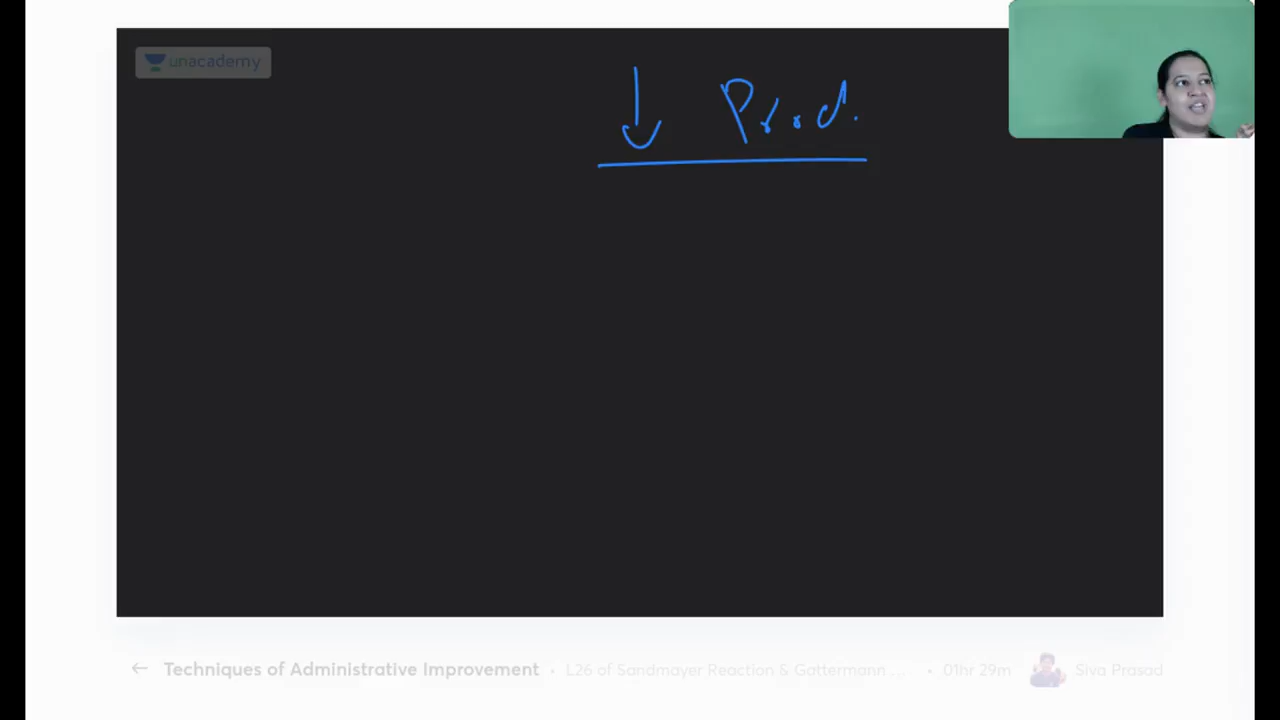 unacademy
↓ Prod.
← Techniques of Administrative Improvement • L26 of Sandmayer Reaction & Gattermann ... • 01hr 29m Siva Prasad